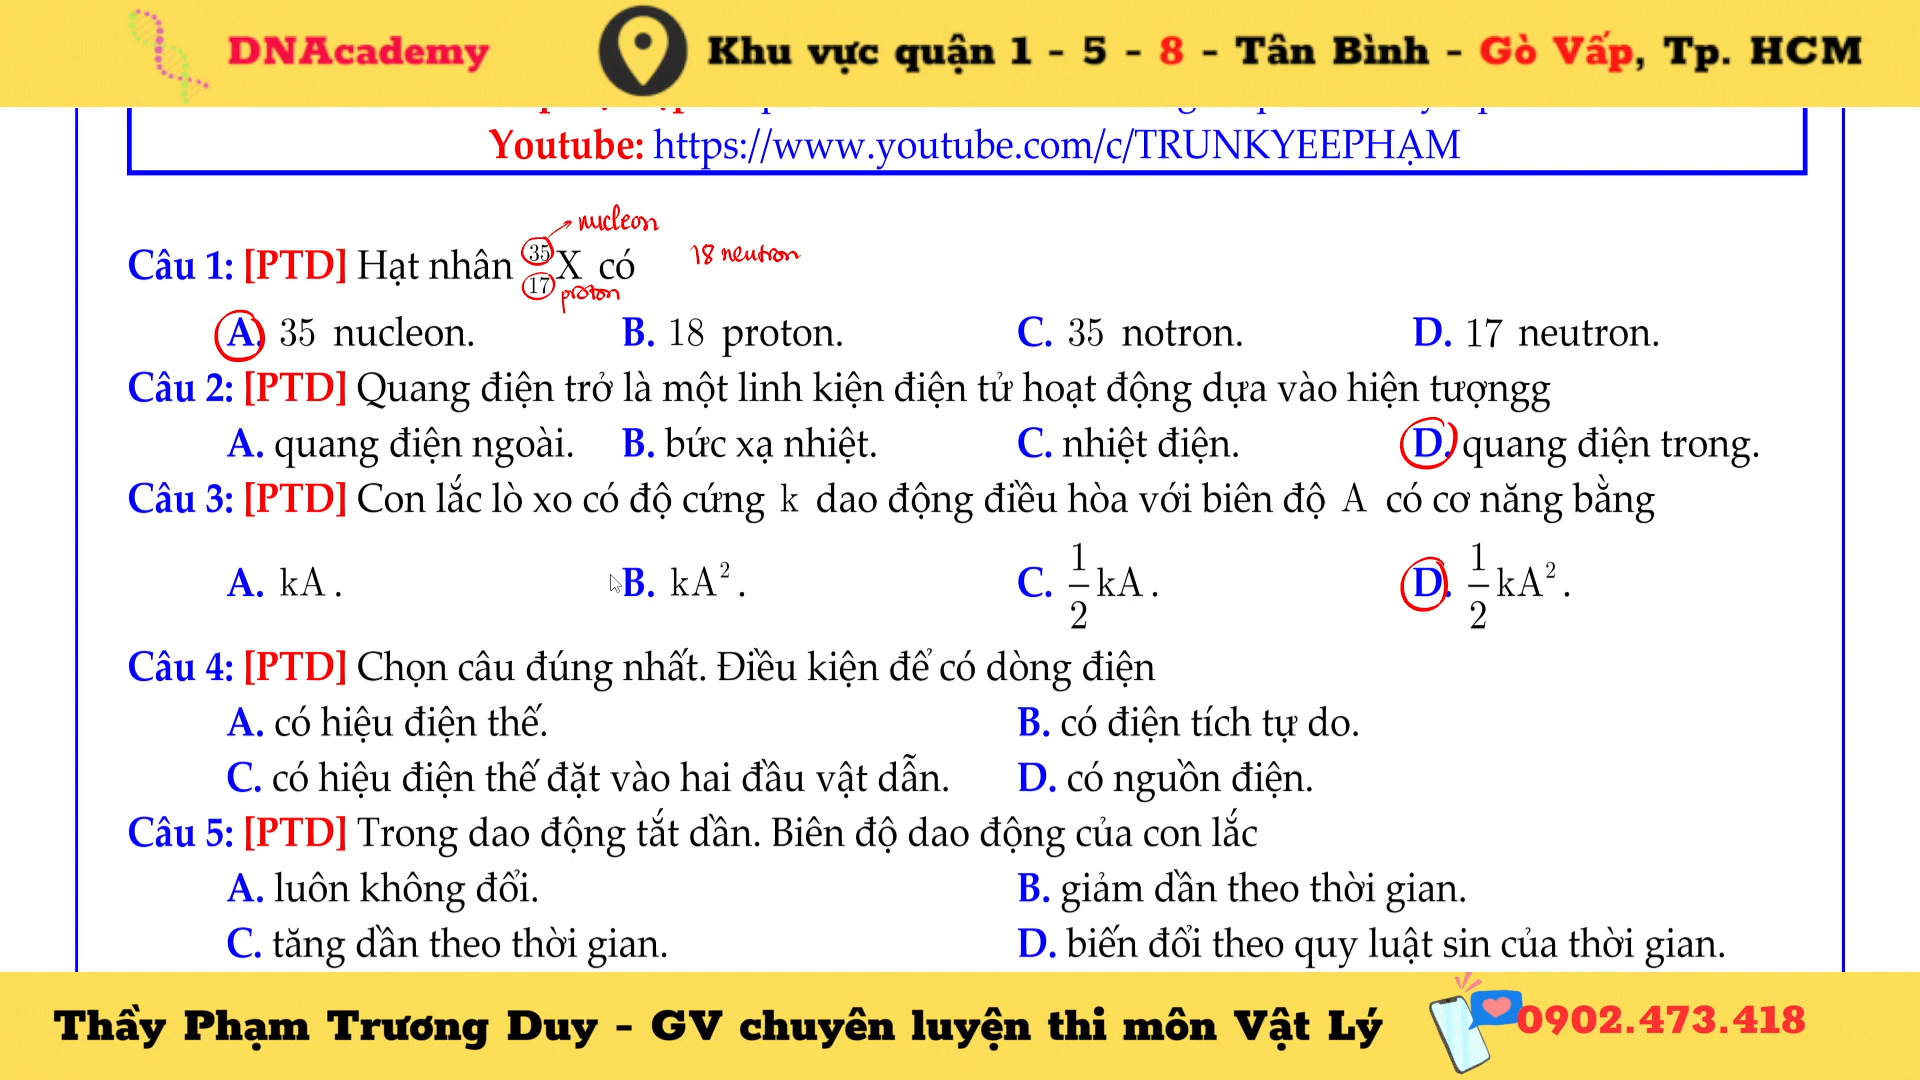 DNAcademy Khu vực quận 1 - 5 - 8 - Tân Bình - Gò Vấp, Tp. HCM
Youtube: https://www.youtube.com/c/TRUNKYEEPHẠM
nucleon
Câu 1: [PTD] Hạt nhân ³⁵₁₇X có 18 neutron
proton
A. 35 nucleon. B. 18 proton. C. 35 notron. D. 17 neutron.
Câu 2: [PTD] Quang điện trở là một linh kiện điện tử hoạt động dựa vào hiện tượngg
A. quang điện ngoài. B. bức xạ nhiệt. C. nhiệt điện. D. quang điện trong.
Câu 3: [PTD] Con lắc lò xo có độ cứng k dao động điều hòa với biên độ A có cơ năng bằng
A. kA. B. kA². C. 1/2 kA. D. 1/2 kA².
Câu 4: [PTD] Chọn câu đúng nhất. Điều kiện để có dòng điện
A. có hiệu điện thế. B. có điện tích tự do.
C. có hiệu điện thế đặt vào hai đầu vật dẫn. D. có nguồn điện.
Câu 5: [PTD] Trong dao động tắt dần. Biên độ dao động của con lắc
A. luôn không đổi. B. giảm dần theo thời gian.
C. tăng dần theo thời gian. D. biến đổi theo quy luật sin của thời gian.
Thầy Phạm Trương Duy - GV chuyên luyện thi môn Vật Lý 0902.473.418